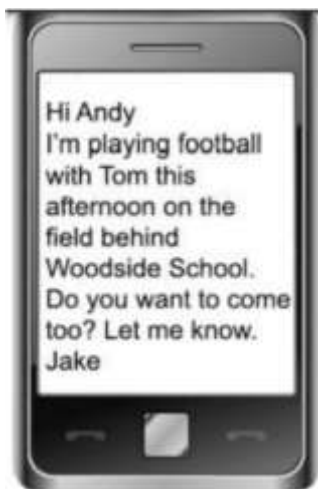 Hi Andy
I'm playing football
with Tom this
afternoon on the
field behind
Woodside School.
Do you want to come
too? Let me know.
Jake